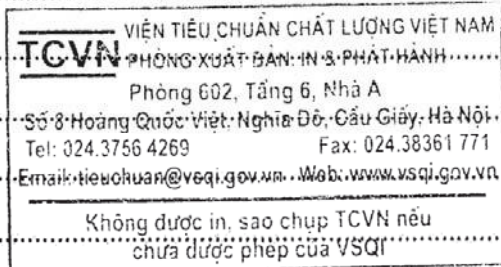 VIỆN TIÊU CHUẨN CHẤT LƯỢNG VIỆT NAM
TCVN PHÒNG XUẤT BẢN: IN & PHÁT HÀNH
Phòng 602, Tầng 6, Nhà A
Số 8 Hoàng Quốc Việt, Nghĩa Đô, Cầu Giấy, Hà Nội
Tel: 024.3756 4269 Fax: 024.38361 771
Email: tieuchuan@vsqi.gov.vn Web: www.vsqi.gov.vn
Không được in, sao chụp TCVN nếu
chưa được phép của VSQI